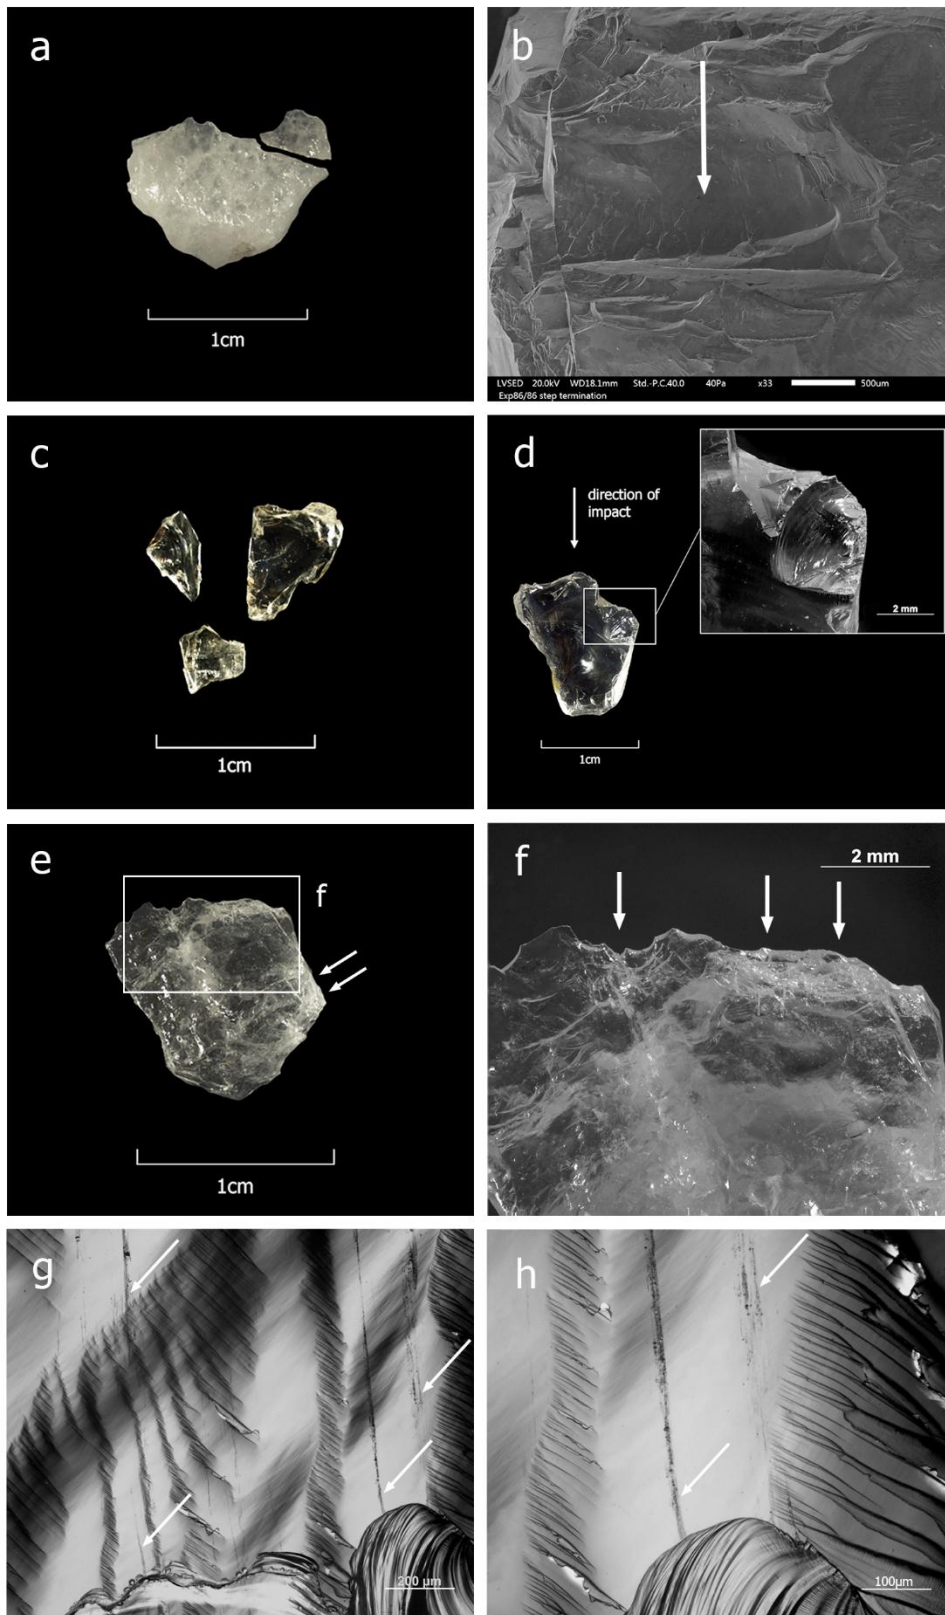 a
1cm
b
LVSED 20.0kV WD18.1mm Std.-P.C.40.0 40Pa x33 500um
Exp86/86 step termination
c
1cm
d
direction of
impact
2 mm
1cm
e
f
1cm
f
2 mm
g
200 µm
h
100µm